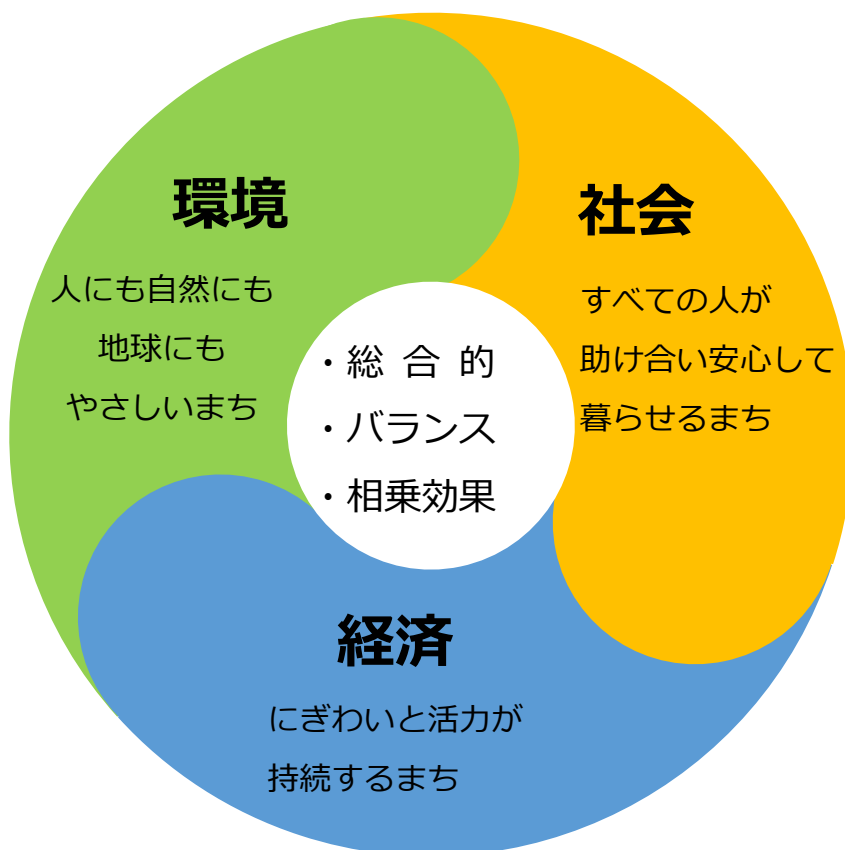 環境
人にも自然にも
地球にも
やさしいまち
社会
すべての人が
助け合い安心して
暮らせるまち
・総 合 的
・バランス
・相乗効果
経済
にぎわいと活力が
持続するまち